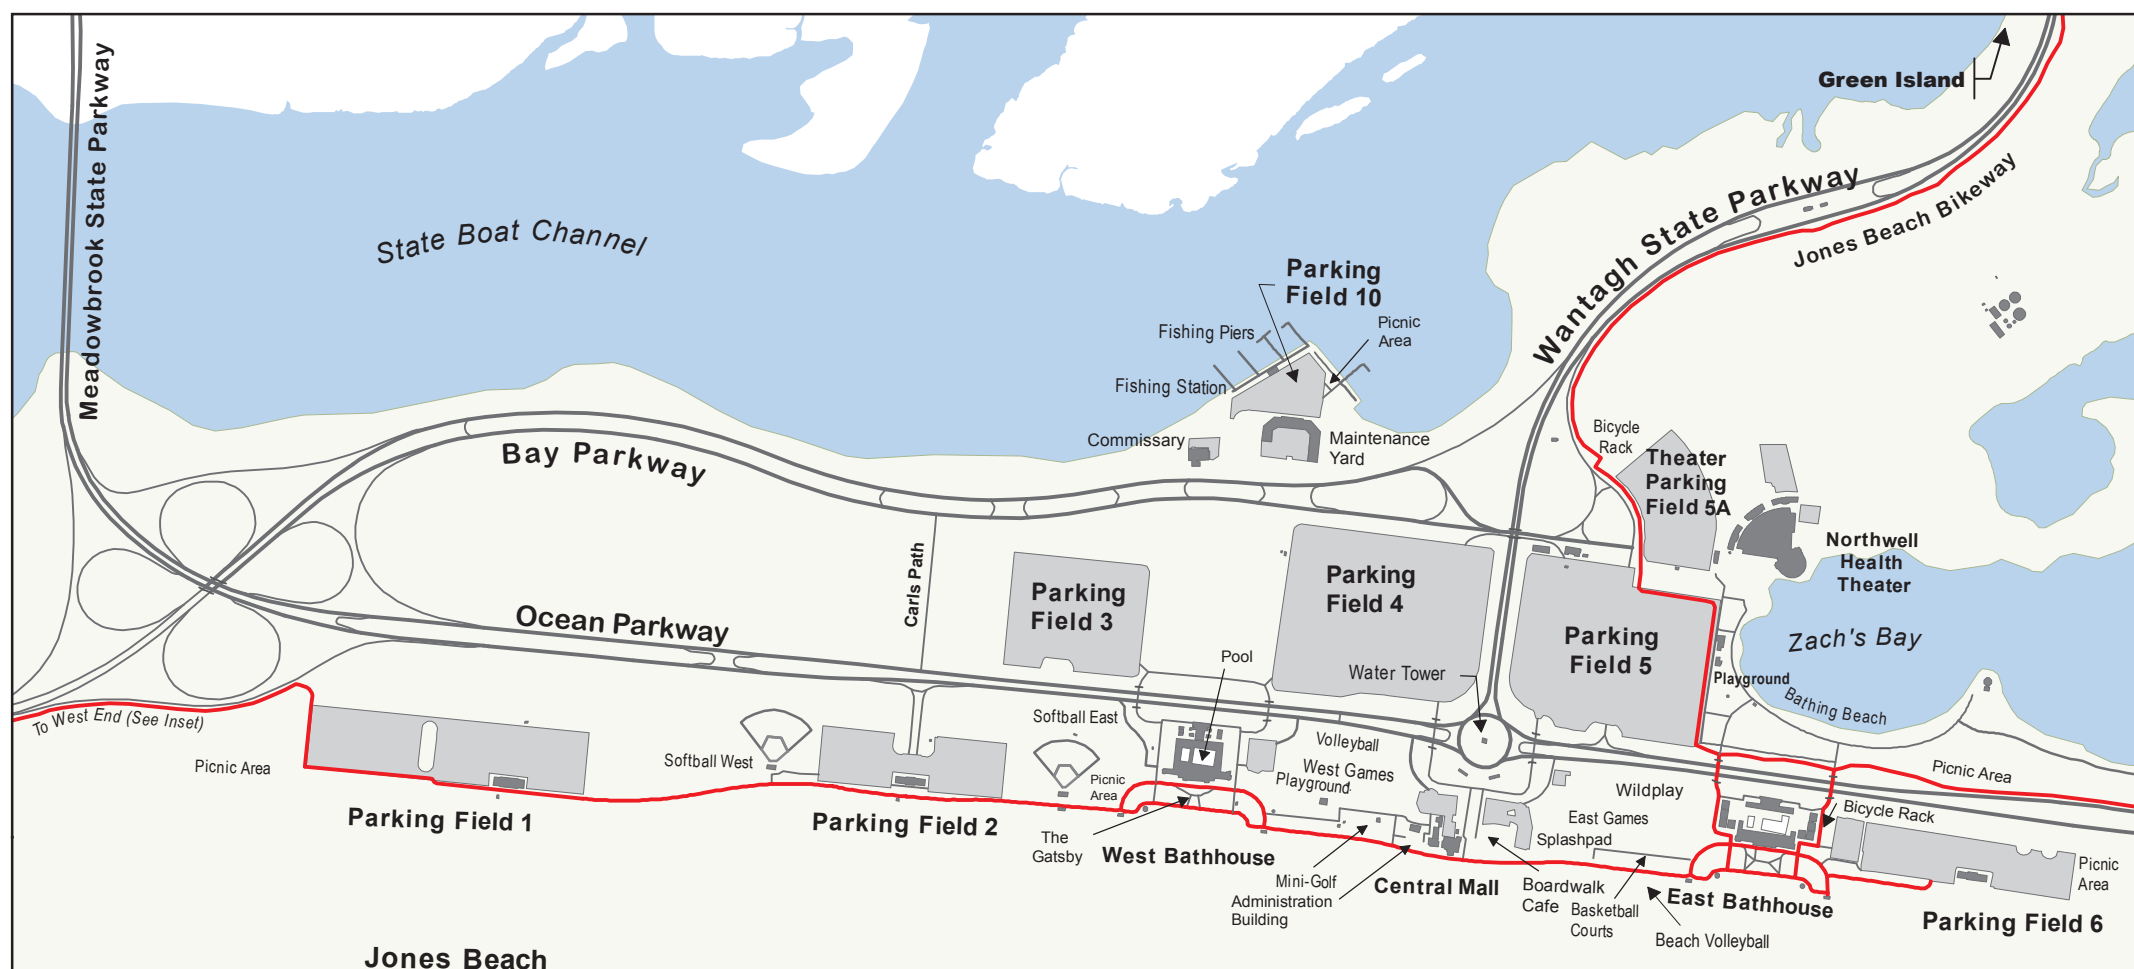 Green Island
Meadowbrook State Parkway
State Boat Channel
Wantagh State Parkway
Jones Beach Bikeway
Parking
Field 10
Fishing Piers
Picnic
Area
Fishing Station
Commissary
Maintenance
Yard
Bicycle
Rack
Theater
Parking
Field 5A
Northwell
Health
Theater
Bay Parkway
Carls Path
Ocean Parkway
Parking
Field 3
Parking
Field 4
Parking
Field 5
Zach's Bay
Playground
Bathing Beach
Pool
Water Tower
To West End (See Inset)
Picnic Area
Softball West
Softball East
Picnic
Area
Volleyball
West Games
Playground
Wildplay
East Games
Splashpad
Picnic Area
Bicycle Rack
Picnic
Area
Parking Field 1
Parking Field 2
The
Gatsby
West Bathhouse
Mini-Golf
Administration
Building
Central Mall
Boardwalk
Cafe
Basketball
Courts
Beach Volleyball
East Bathhouse
Parking Field 6
Jones Beach